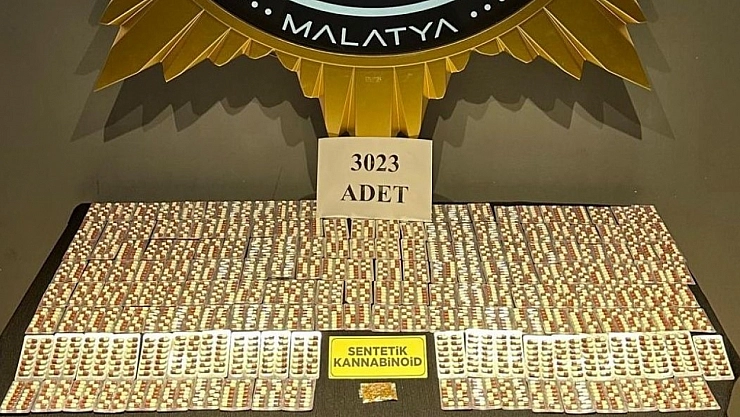 MALATYA
3023
ADET
SENTETİK
KANNABİNOİD